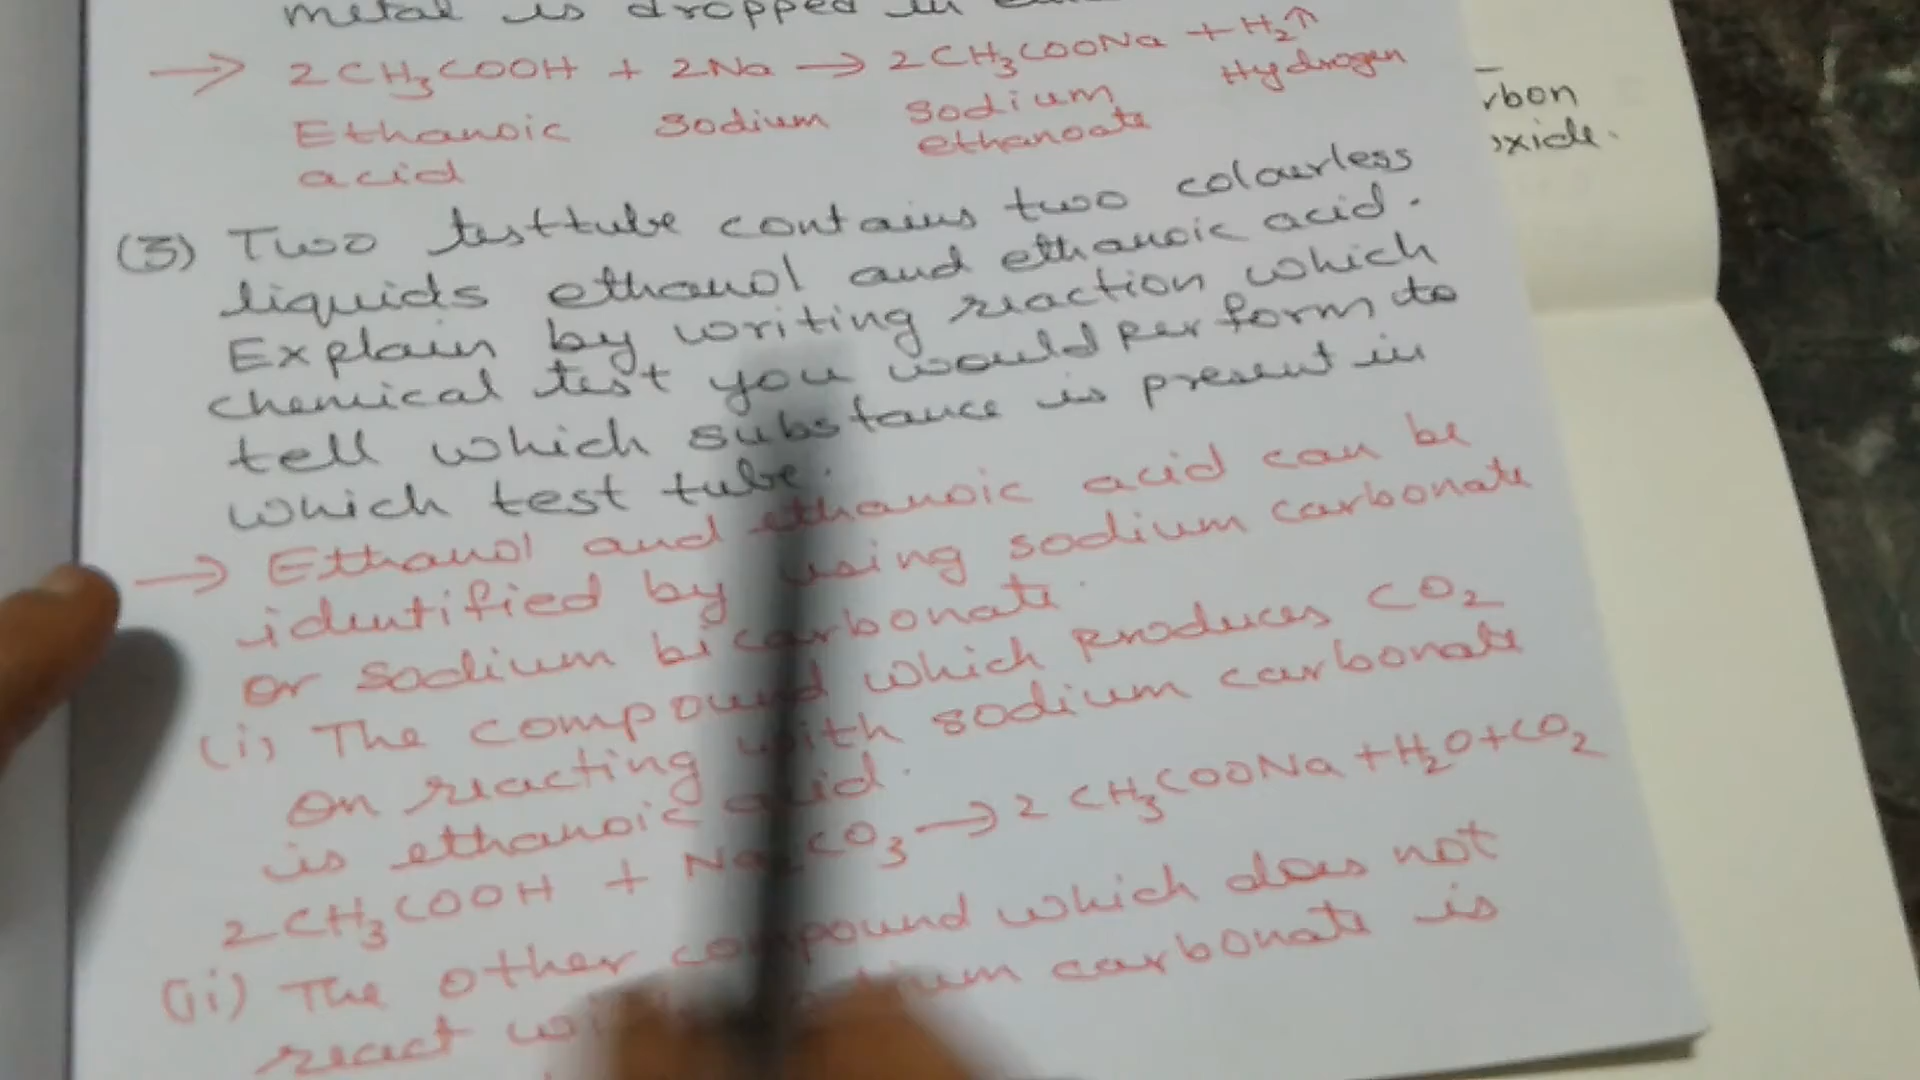 metal is dropped in
→ 2CH₃COOH + 2Na → 2CH₃COONa + H₂↑
Ethanoic sodium sodium Hydrogen
acid ethanoate
(3) Two testtube contains two colourless
liquids ethanol and ethanoic acid.
Explain by writing reaction which
chemical test you would perform to
tell which substance is present in
which test tube.
→ Ethanol and ethanoic acid can be
identified by using sodium carbonate
or sodium bicarbonate.
(i) The compound which produces CO₂
on reacting with sodium carbonate
is ethanoic acid.
2CH₃COOH + Na₂CO₃ → 2CH₃COONa + H₂O + CO₂
(ii) The other compound which does not
react carbonate is
rbon
oxide.